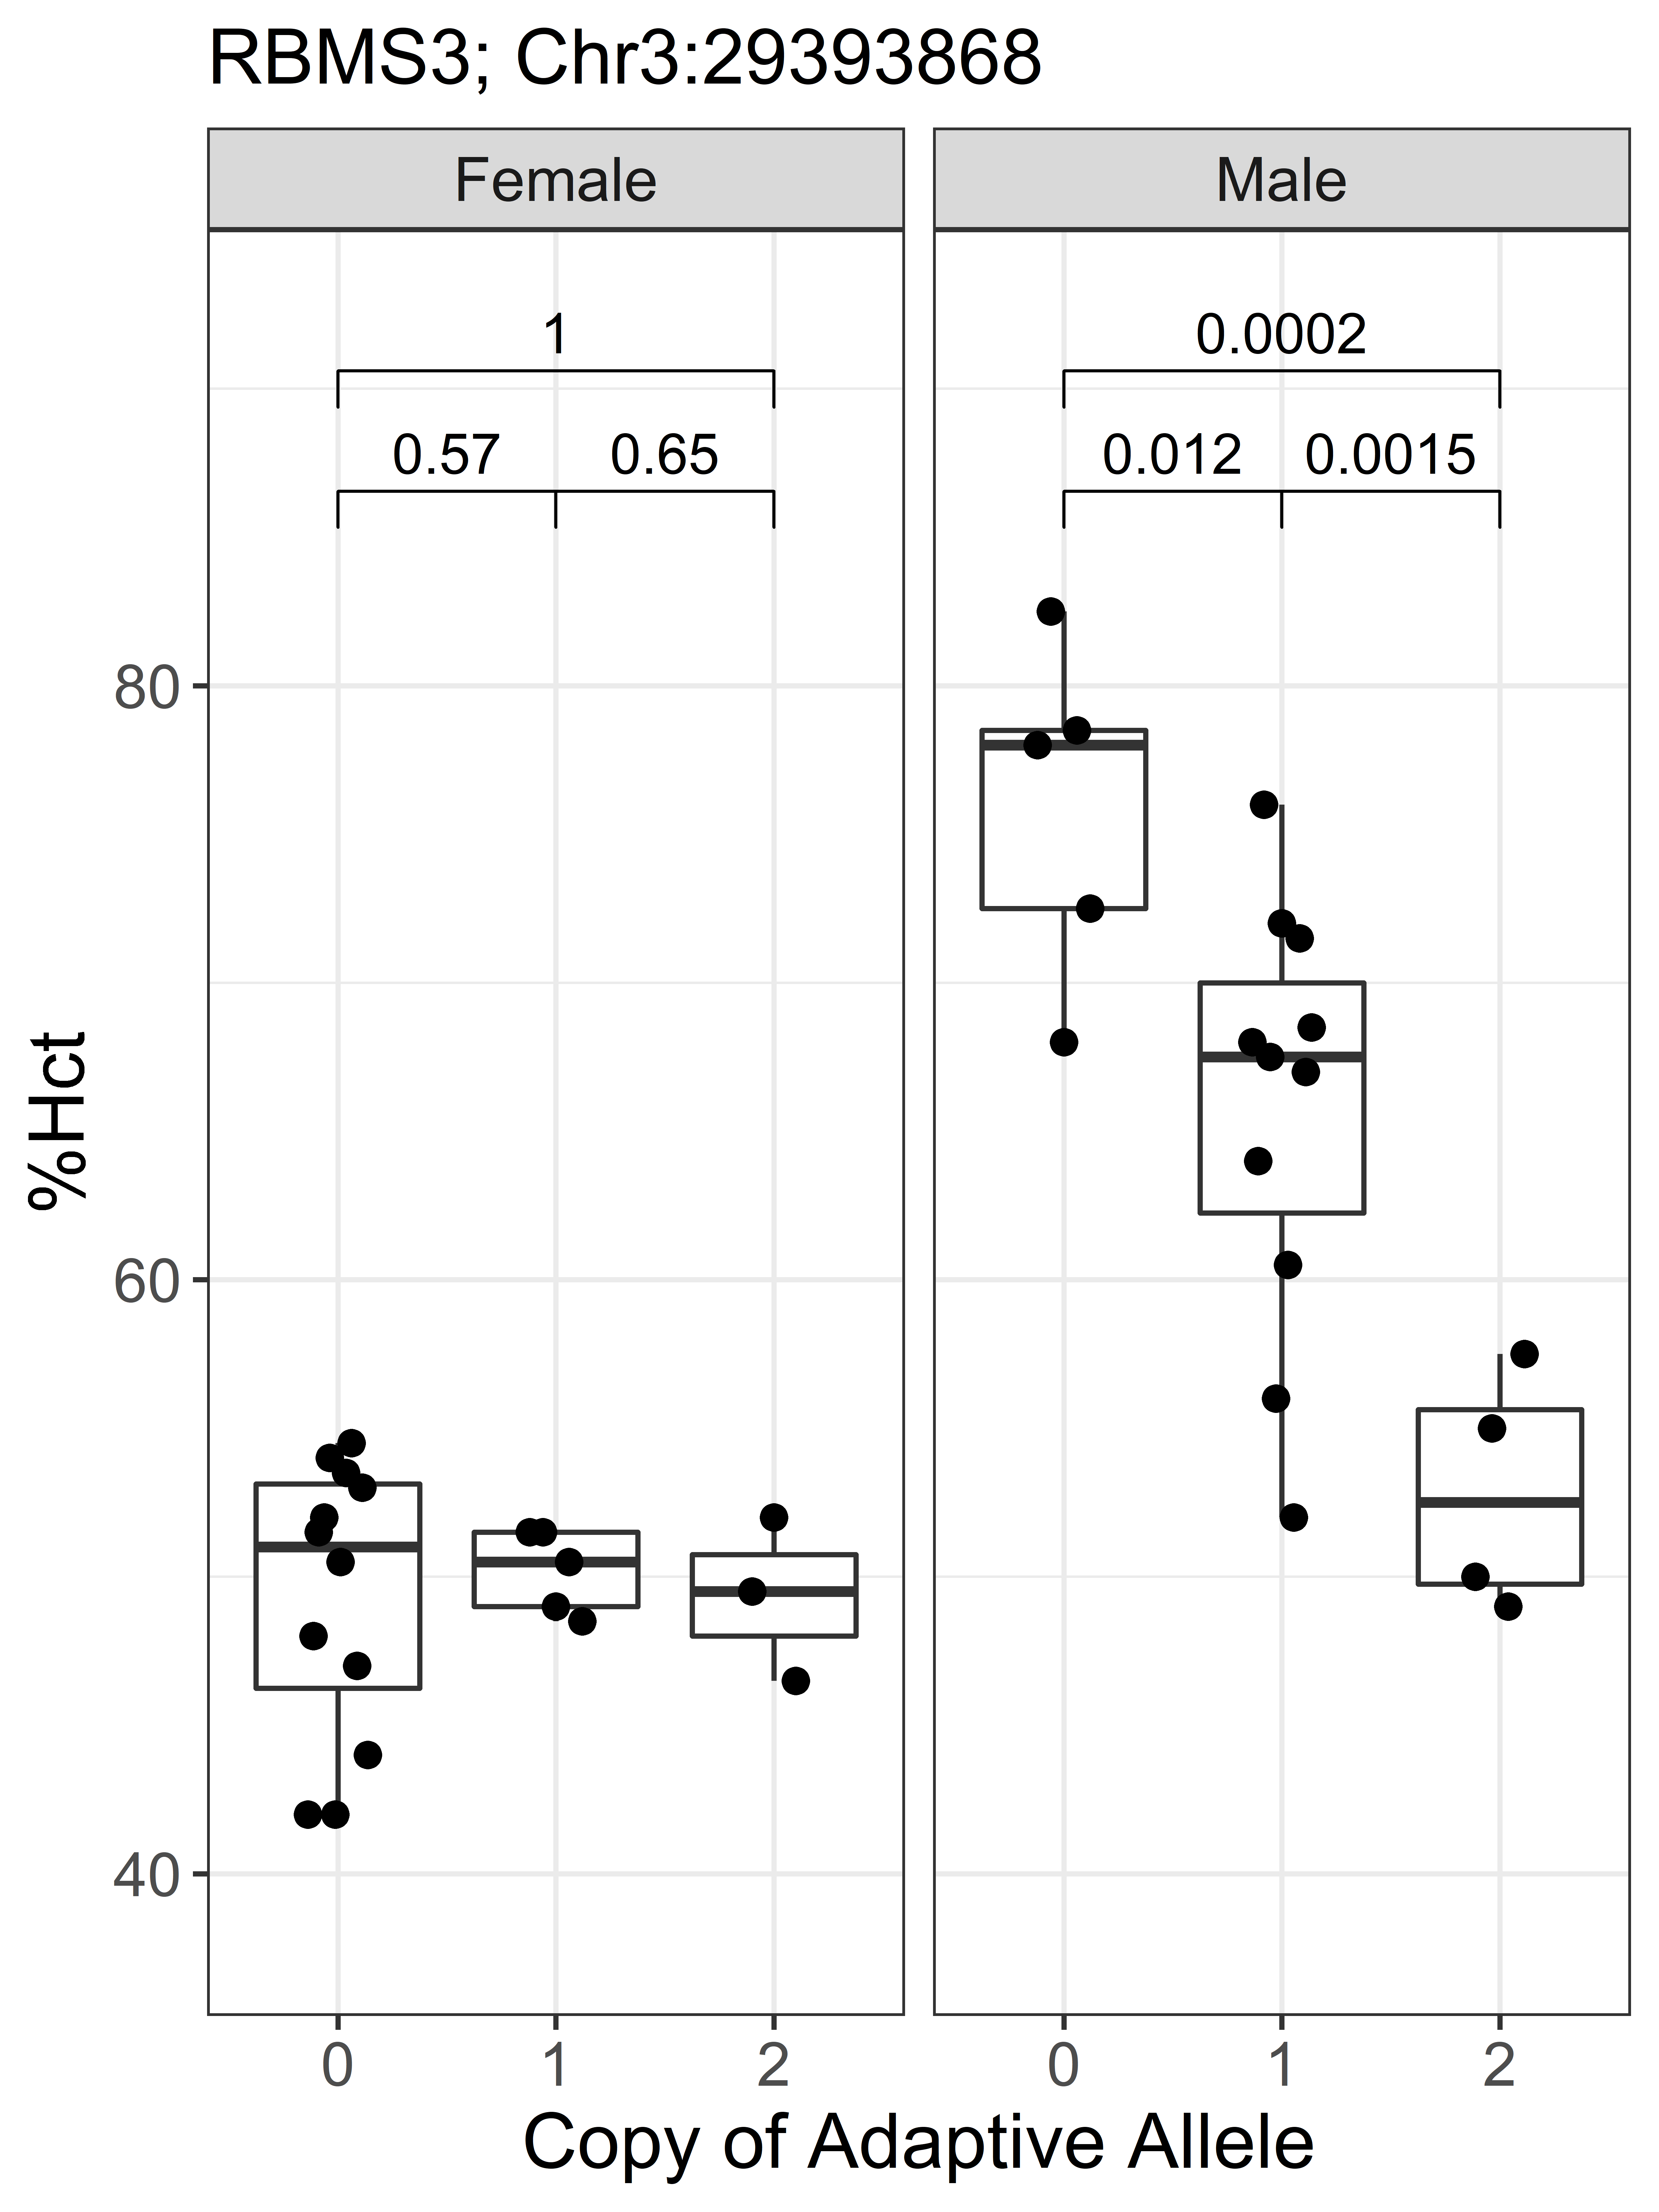 RBMS3; Chr3:29393868
Female Male
1 0.0002
0.57 0.65 0.012 0.0015
80
60
40
%Hct
0 1 2 0 1 2
Copy of Adaptive Allele